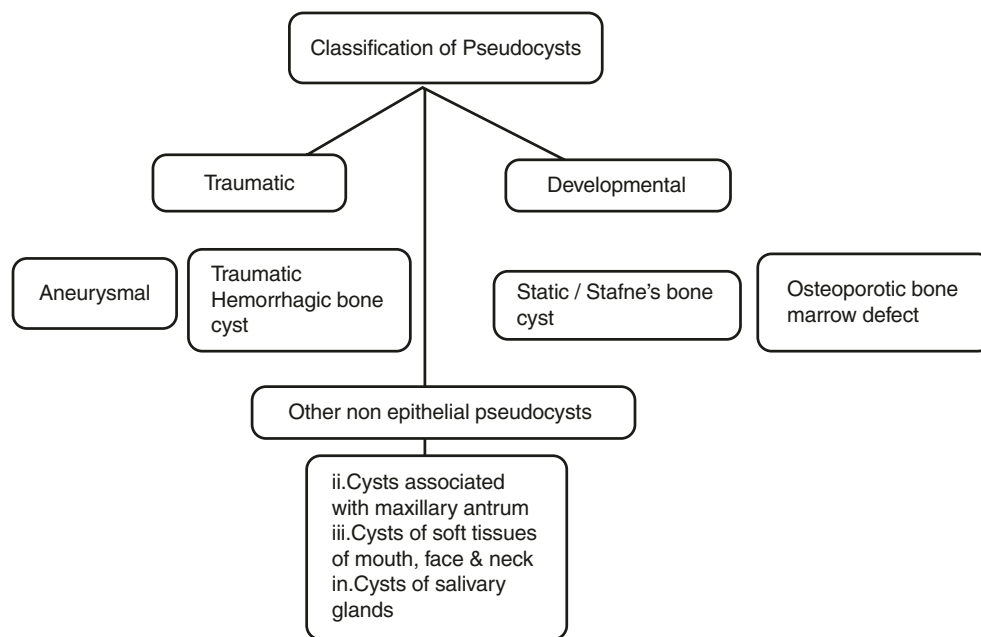 Classification of Pseudocysts
Traumatic
Developmental
Aneurysmal
Traumatic
Hemorrhagic bone
cyst
Static / Stafne's bone
cyst
Osteoporotic bone
marrow defect
Other non epithelial pseudocysts
ii.Cysts associated
with maxillary antrum
iii.Cysts of soft tissues
of mouth, face & neck
in.Cysts of salivary
glands